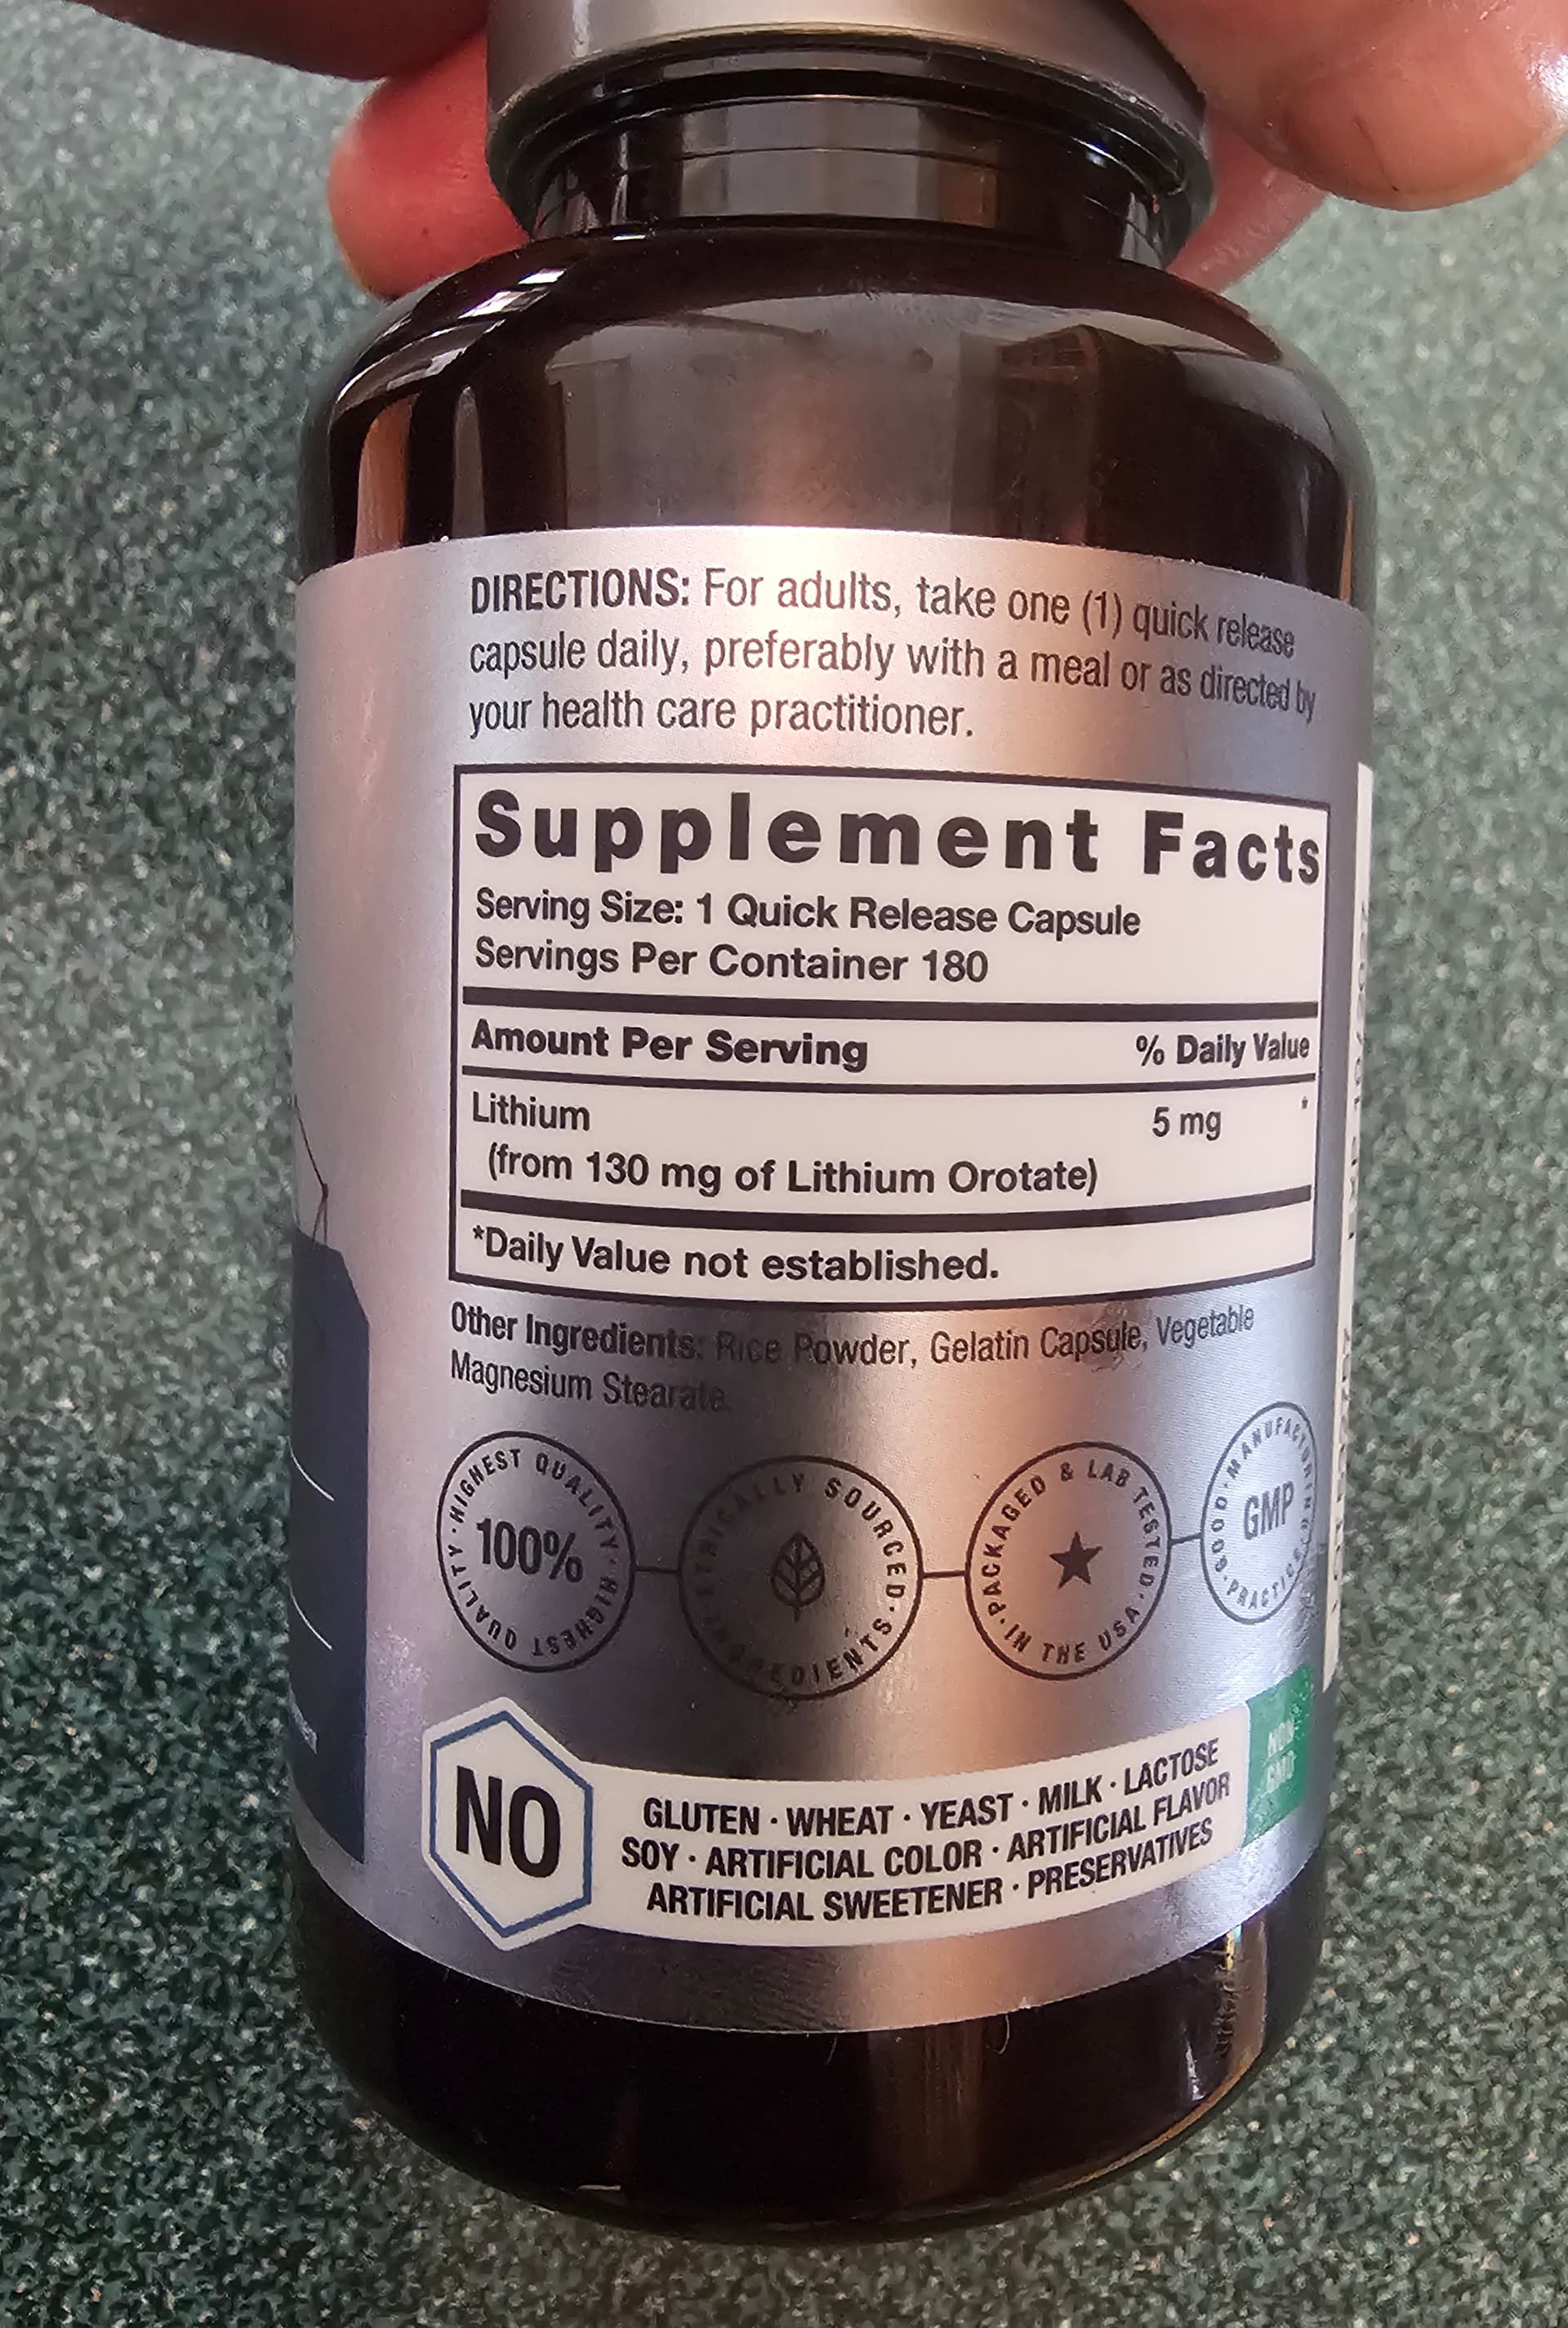 DIRECTIONS: For adults, take one (1) quick release
capsule daily, preferably with a meal or as directed by
your health care practitioner.
Supplement Facts
Serving Size: 1 Quick Release Capsule
Servings Per Container 180
Amount Per Serving % Daily Value
Lithium 5 mg *
(from 130 mg of Lithium Orotate)
*Daily Value not established.
Other Ingredients: Rice Powder, Gelatin Capsule, Vegetable
Magnesium Stearate.
HIGHEST QUALITY · HIGHEST QUALITY ·
100%
ETHICALLY SOURCED · INGREDIENTS ·
PACKAGED & LAB TESTED · IN THE USA ·
GOOD · MANUFACTURING · PRACTICE
GMP
NO
GLUTEN · WHEAT · YEAST · MILK · LACTOSE
SOY · ARTIFICIAL COLOR · ARTIFICIAL FLAVOR
ARTIFICIAL SWEETENER · PRESERVATIVES
NON
GMO